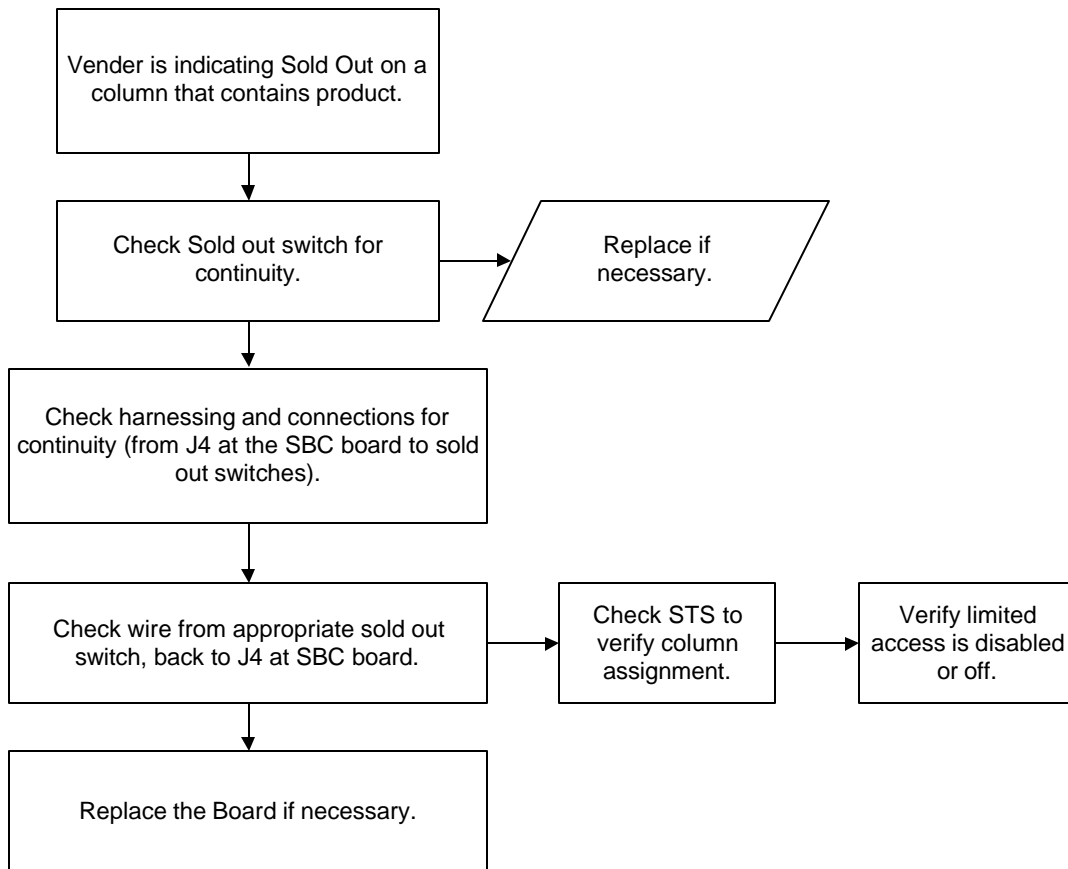 Vender is indicating Sold Out on a
column that contains product.
Check Sold out switch for
continuity.
Replace if
necessary.
Check harnessing and connections for
continuity (from J4 at the SBC board to sold
out switches).
Check wire from appropriate sold out
switch, back to J4 at SBC board.
Check STS to
verify column
assignment.
Verify limited
access is disabled
or off.
Replace the Board if necessary.